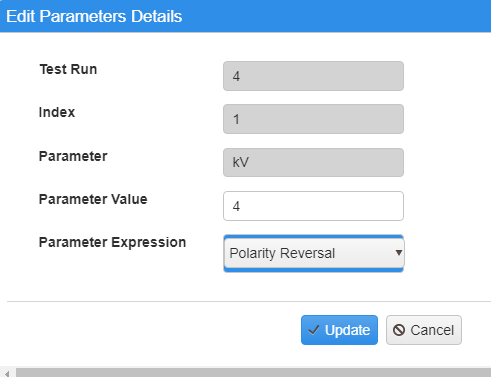 Edit Parameters Details
Test Run 4
Index 1
Parameter kV
Parameter Value 4
Parameter Expression Polarity Reversal
Update Cancel